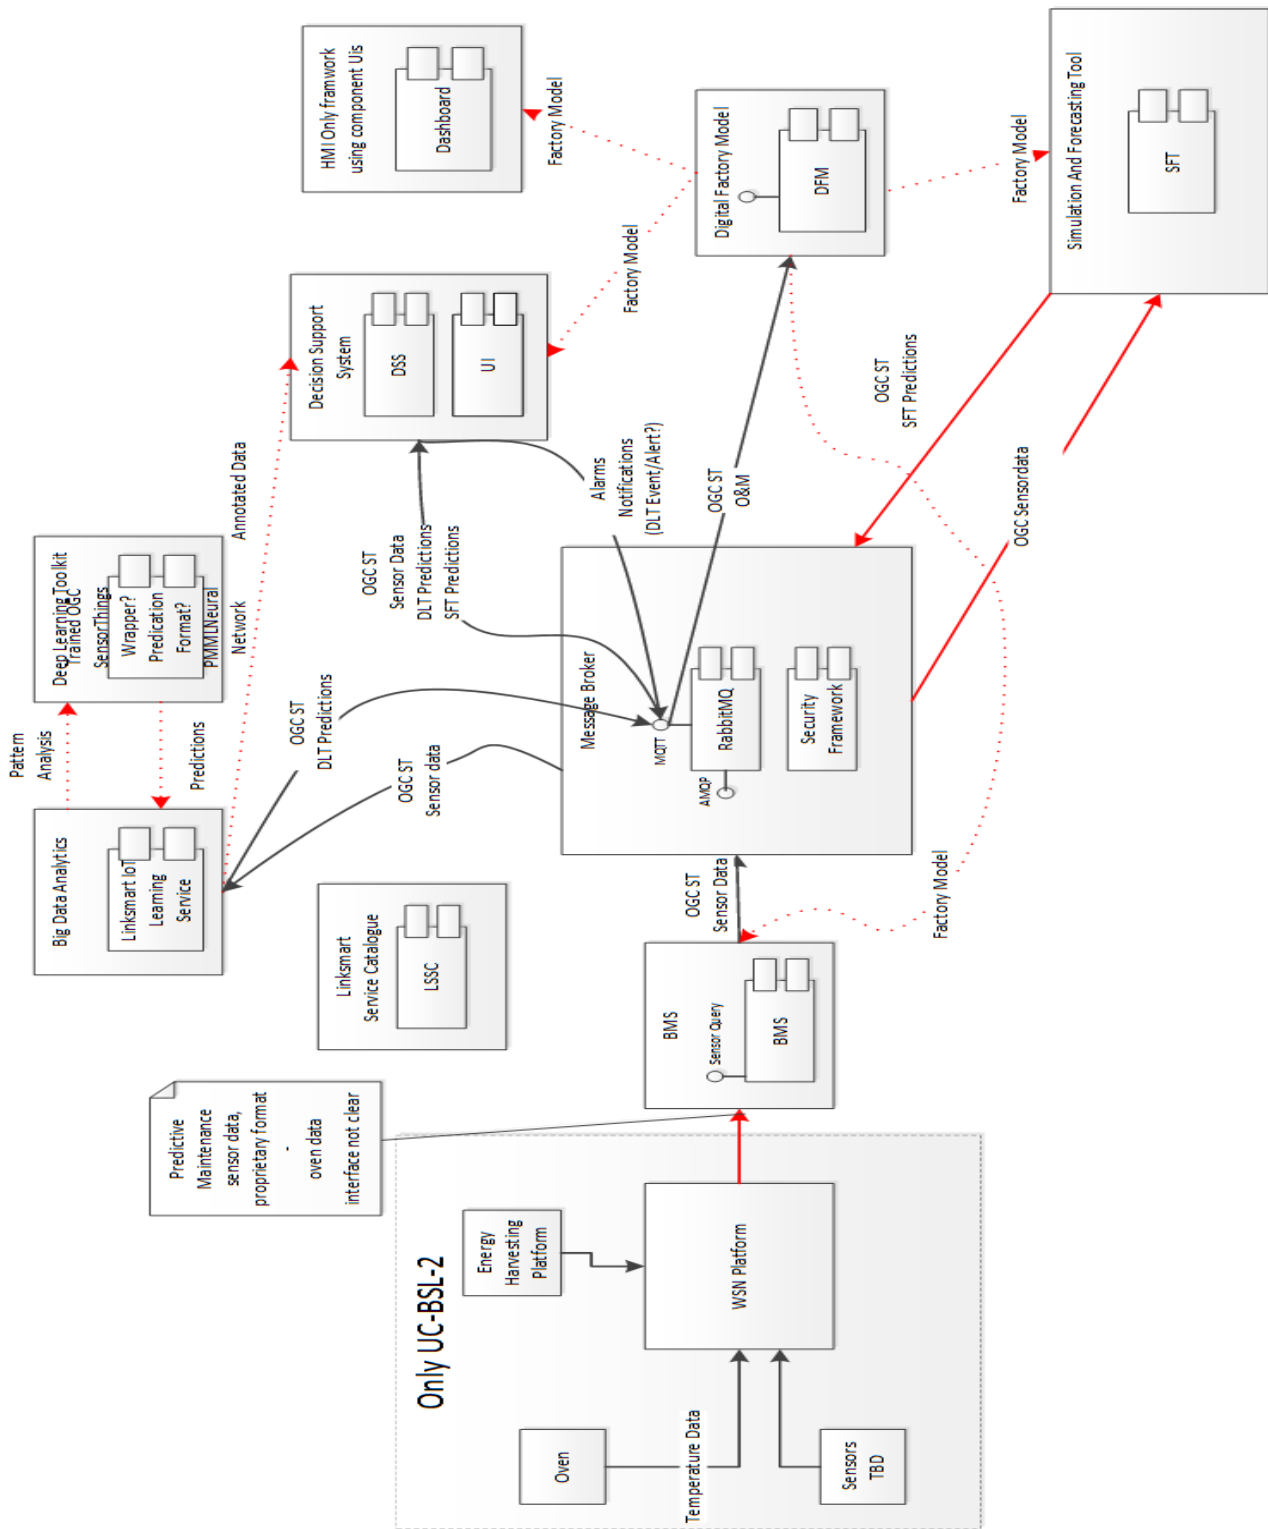 Only UC-BSL-2
Oven
Temperature Data
Sensors
TBD
Energy
Harvesting
Platform
WSN Platform
Predictive
Maintenance
sensor data,
proprietary format
-
oven data
interface not clear
BMS
Sensor Query
BMS
OGC ST
Sensor Data
Linksmart
Service Catalogue
LSSC
Big Data Analytics
Linksmart IoT
Learning
Service
Pattern
Analysis
Predictions
Deep Learning Toolkit
Trained OGC
SensorThings
Wrapper?
Predication
Format?
PMMLNeural
Network
Annotated Data
OGC ST
DLT Predictions
OGC ST
Sensor data
Message Broker
MQTT
AMQP
RabbitMQ
Security
Framework
OGC ST
Sensor Data
DLT Predictions
SFT Predictions
Alarms
Notifications
(DLT Event/Alert?)
OGC ST
O&M
Decision Support
System
DSS
UI
Factory Model
HMI Only framwork
using component Uis
Dashboard
Factory Model
Digital Factory Model
DFM
Factory Model
Factory Model
OGC ST
SFT Predictions
OGC Sensordata
Simulation And Forecasting Tool
SFT